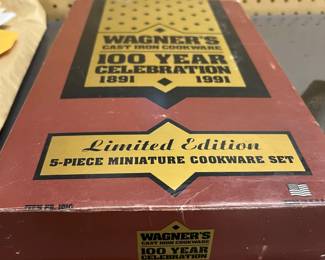 WAGNER'S
CAST IRON COOKWARE
100 YEAR
CELEBRATION
1891 1991
Limited Edition
5-PIECE MINIATURE COOKWARE SET
WAGNER'S
CAST IRON COOKWARE
100 YEAR
CELEBRATION